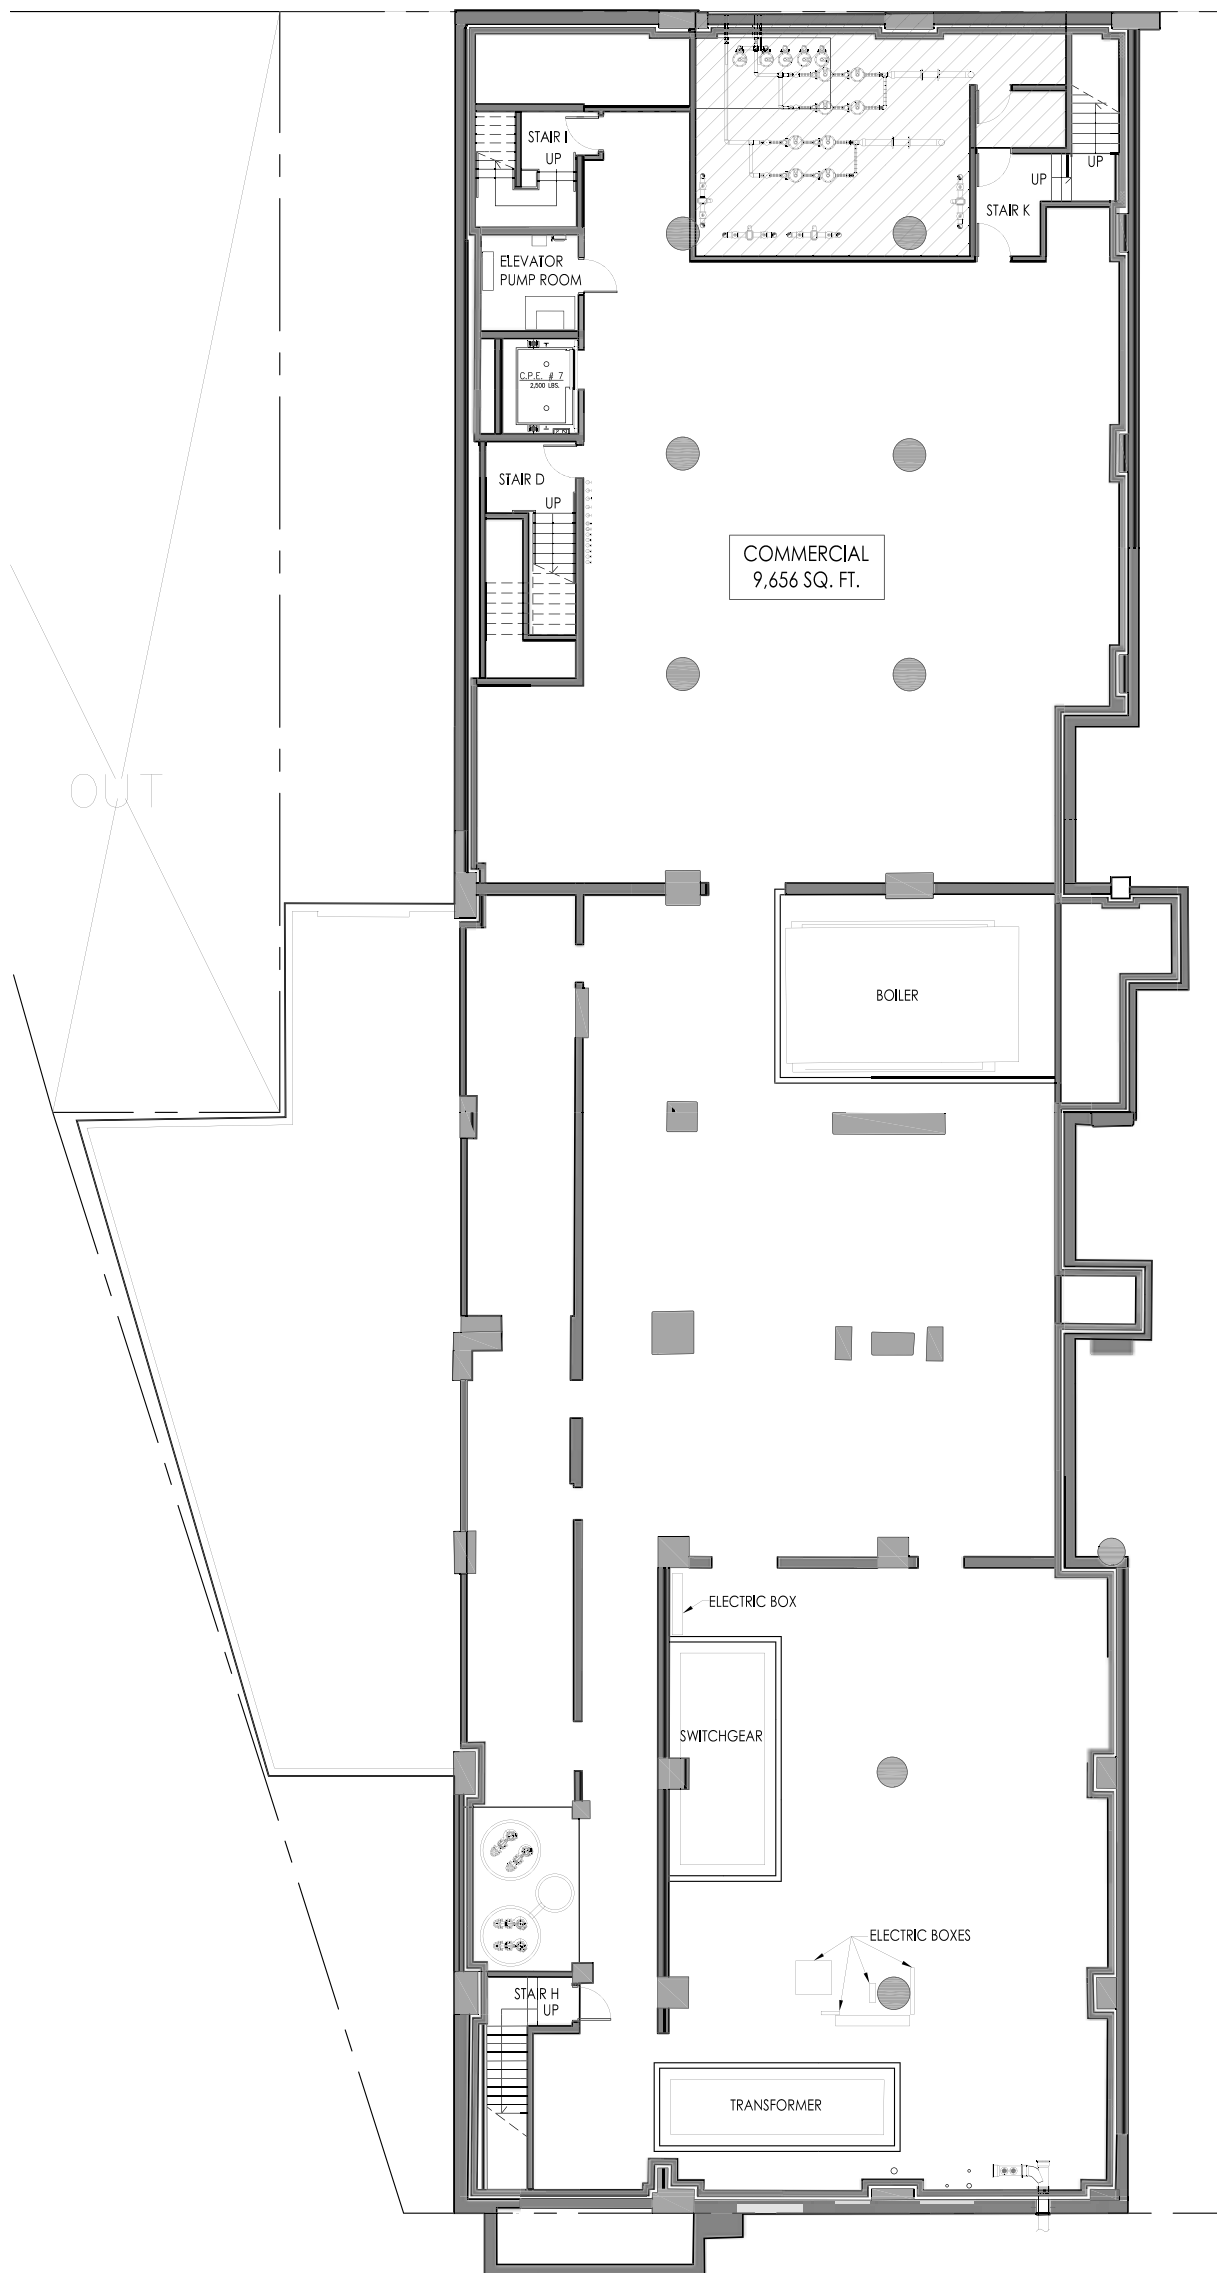 STAIR I
UP
UP
UP
STAIR K
ELEVATOR
PUMP ROOM
C.P.E. # 7
2,500 LBS.
STAIR D
UP
COMMERCIAL
9,656 SQ. FT.
OUT
BOILER
ELECTRIC BOX
SWITCHGEAR
ELECTRIC BOXES
STAIR H
UP
TRANSFORMER